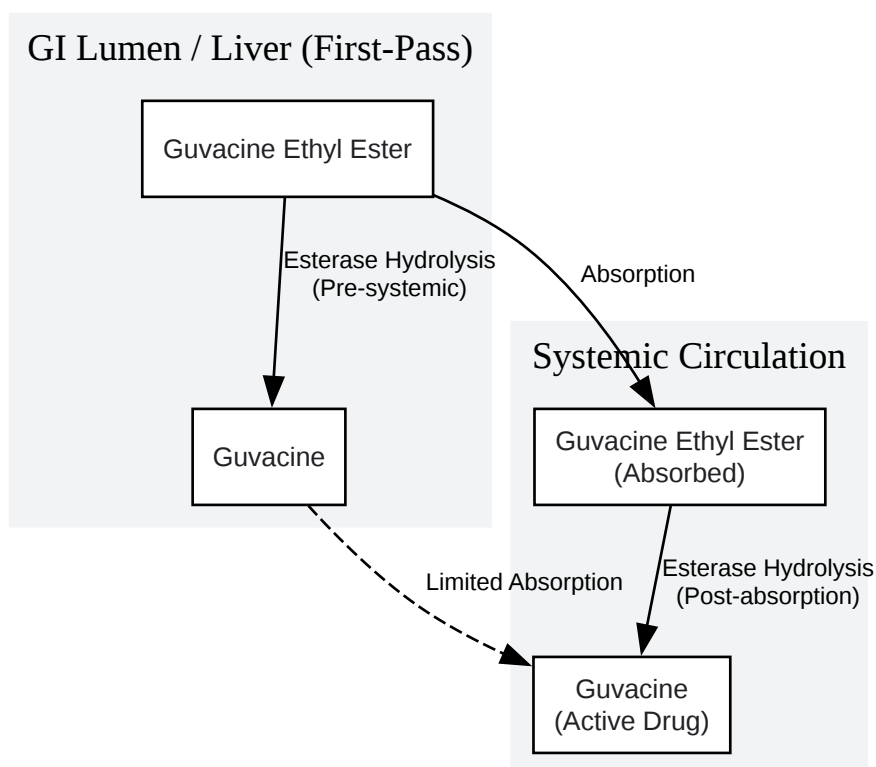 GI Lumen / Liver (First-Pass)
Guvacine Ethyl Ester
Esterase Hydrolysis
(Pre-systemic)
Absorption
Systemic Circulation
Guvacine
Guvacine Ethyl Ester
(Absorbed)
Limited Absorption
Esterase Hydrolysis
(Post-absorption)
Guvacine
(Active Drug)